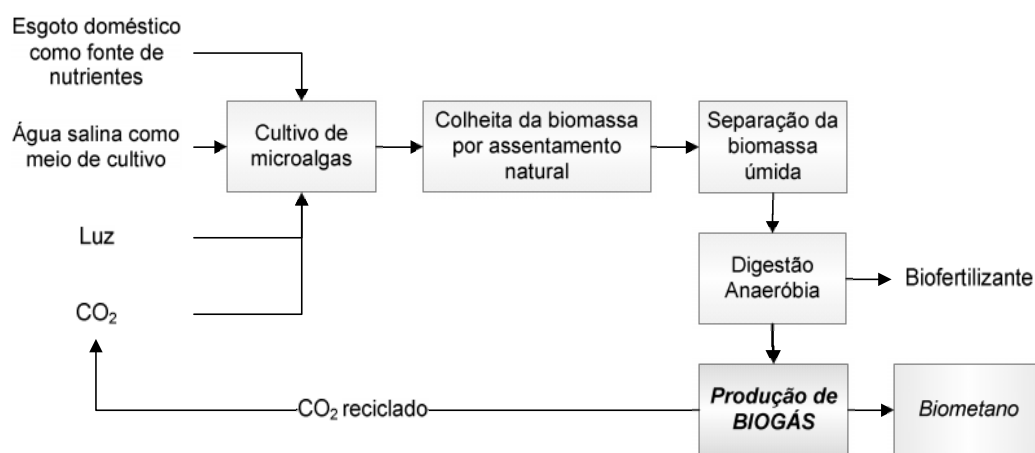 Esgoto doméstico
como fonte de
nutrientes
Água salina como
meio de cultivo
Luz
CO₂
Cultivo de
microalgas
Colheita da biomassa
por assentamento
natural
Separação da
biomassa
úmida
Digestão
Anaeróbia
Biofertilizante
Produção de
BIOGÁS
Biometano
CO₂ reciclado